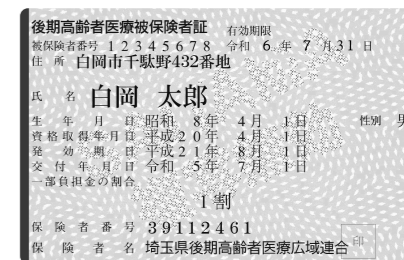 後期高齢者医療被保険者証 有効期限
被保険者番号 12345678 令和 6年 7月31日
住所 白岡市千駄野432番地
氏名 白岡 太郎
生年月日 昭和 8年 4月 1日 性別 男
資格取得年月日 平成20年 4月 1日
発効期日 平成21年 8月 1日
交付年月日 令和 5年 7月 1日
一部負担金の割合
1割
保険者番号 39112461
保険者名 埼玉県後期高齢者医療広域連合 印